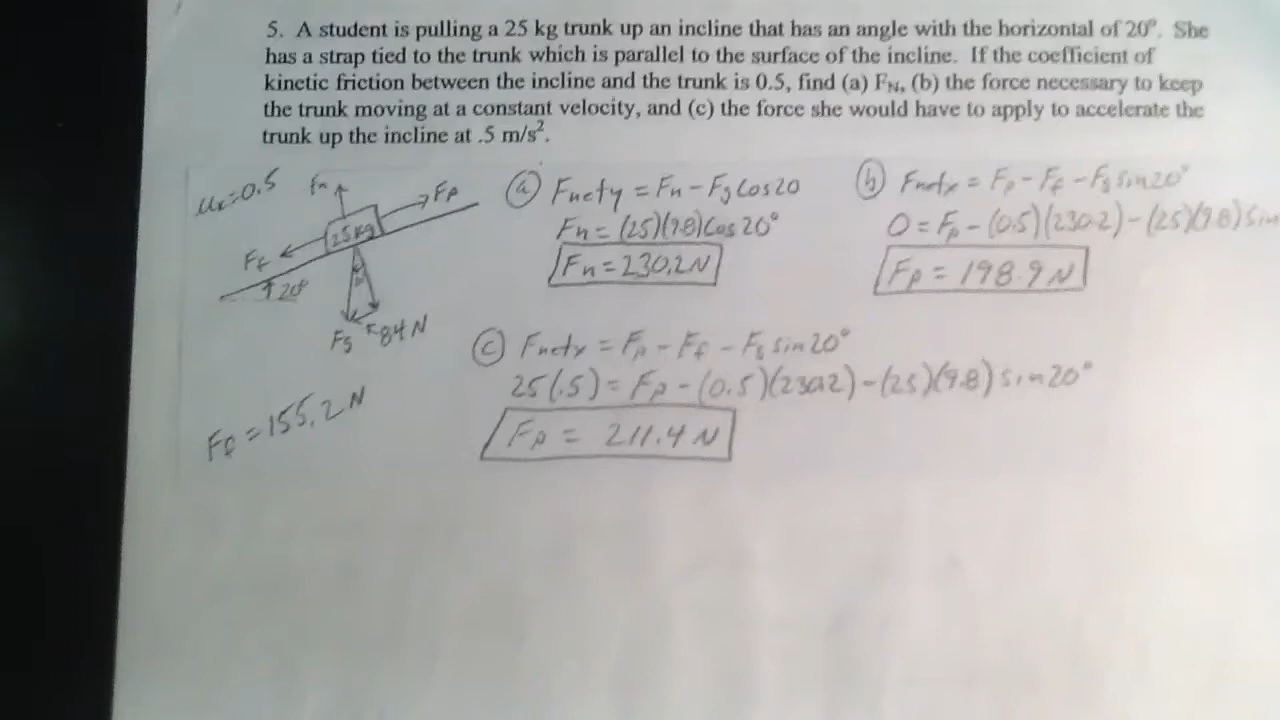 5. A student is pulling a 25 kg trunk up an incline that has an angle with the horizontal of 20°. She
has a strap tied to the trunk which is parallel to the surface of the incline. If the coefficient of
kinetic friction between the incline and the trunk is 0.5, find (a) FN, (b) the force necessary to keep
the trunk moving at a constant velocity, and (c) the force she would have to apply to accelerate the
trunk up the incline at .5 m/s².
μk=0.5
Fn
FP
25kg
Ff
20°
Fg
84N
Ff = 155.2 N
(a) Fnety = Fn - Fg Cos20
Fn = (25)(9.8)Cos 20°
Fn = 230.2N
(b) Fnetx = Fp - Ff - Fg sin20°
0 = Fp - (0.5)(230.2) - (25)(9.8) sin
Fp = 198.9 N
(c) Fnetx = Fp - Ff - Fg sin20°
25(.5) = Fp - (0.5)(230.2) - (25)(9.8) sin20°
Fp = 211.4 N